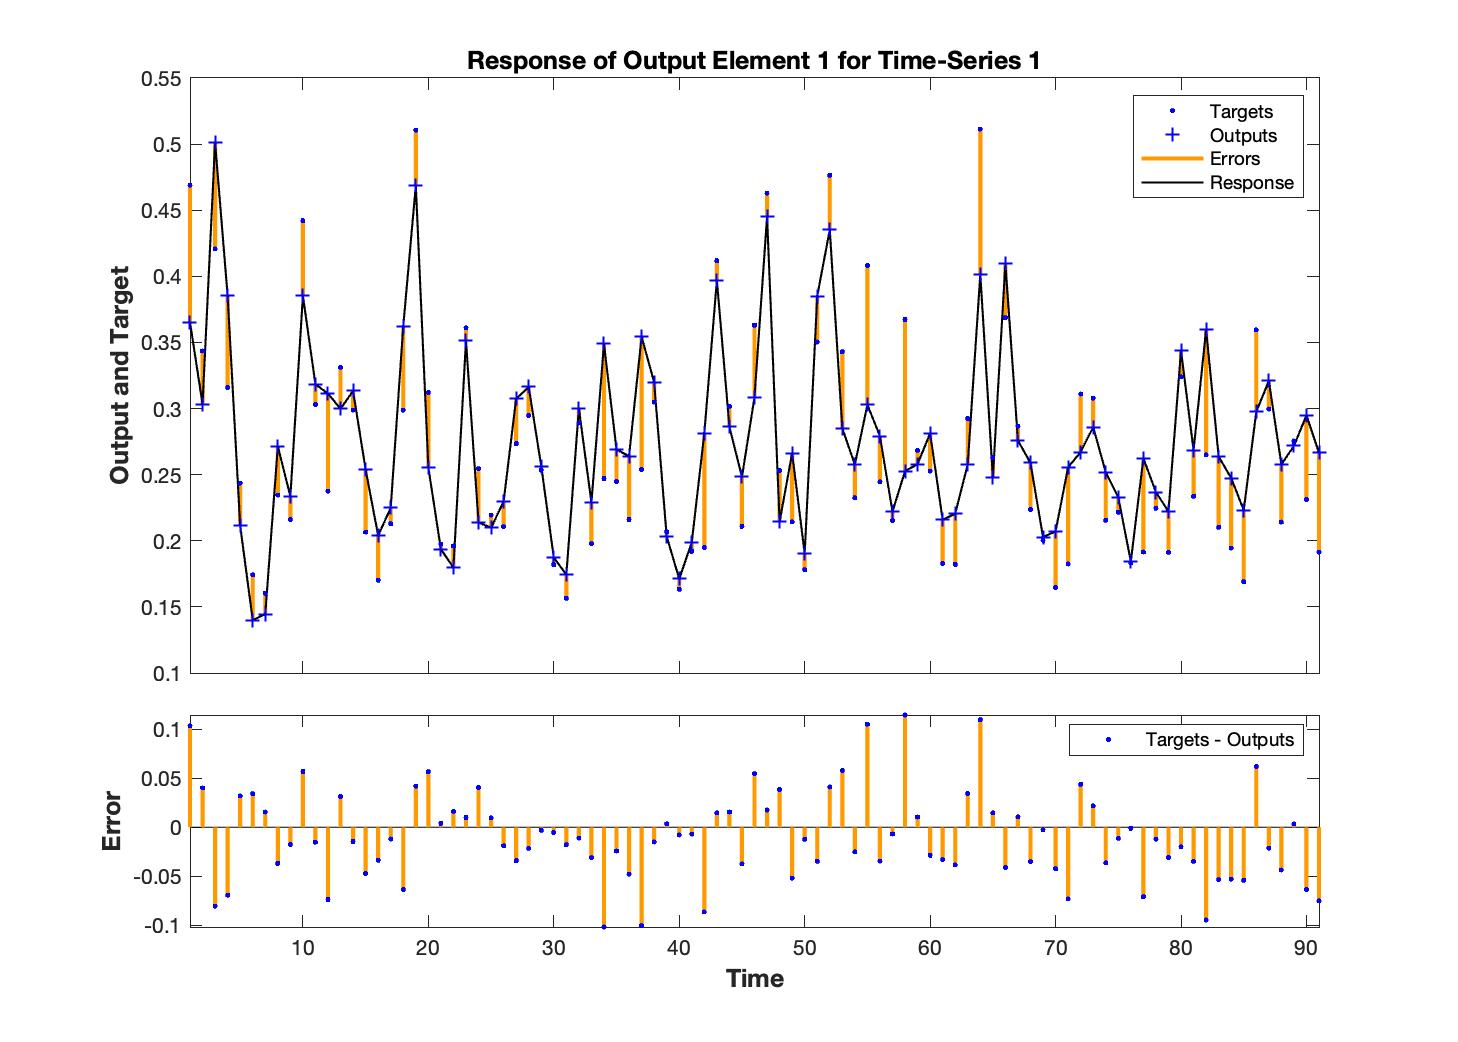 Response of Output Element 1 for Time-Series 1
0.55
0.5
0.45
0.4
0.35
0.3
0.25
0.2
0.15
0.1
Output and Target
Targets
Outputs
Errors
Response
0.1
0.05
0
-0.05
-0.1
Error
Targets - Outputs
10 20 30 40 50 60 70 80 90
Time